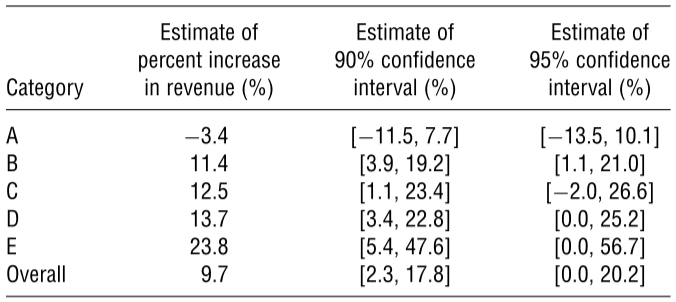 Category Estimate of percent increase in revenue (%) Estimate of 90% confidence interval (%) Estimate of 95% confidence interval (%)
A −3.4 [−11.5, 7.7] [−13.5, 10.1]
B 11.4 [3.9, 19.2] [1.1, 21.0]
C 12.5 [1.1, 23.4] [−2.0, 26.6]
D 13.7 [3.4, 22.8] [0.0, 25.2]
E 23.8 [5.4, 47.6] [0.0, 56.7]
Overall 9.7 [2.3, 17.8] [0.0, 20.2]